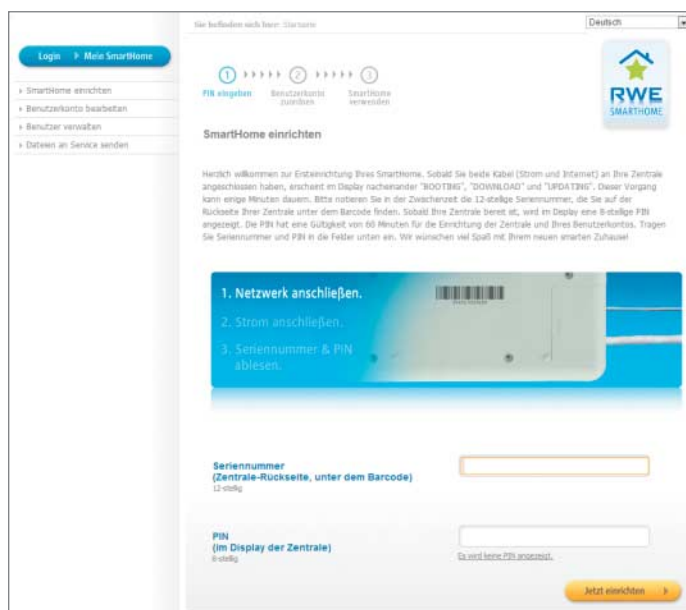 Sie befinden sich hier: Startseite
Deutsch
Login Mein SmartHome
SmartHome einrichten
Benutzerkonto bearbeiten
Benutzer verwalten
Dateien an Service senden
1 2 3
PIN eingeben
Benutzerkonto zuordnen
SmartHome verwenden
RWE
SMARTHOME
SmartHome einrichten
Herzlich willkommen zur Ersteinrichtung Ihres SmartHome. Sobald Sie beide Kabel (Strom und Internet) an Ihre Zentrale
angeschlossen haben, erscheint im Display nacheinander "BOOTING", "DOWNLOAD" und "UPDATING". Dieser Vorgang
kann einige Minuten dauern. Bitte notieren Sie in der Zwischenzeit die 12-stellige Seriennummer, die Sie auf der
Rückseite Ihrer Zentrale unter dem Barcode finden. Sobald Ihre Zentrale bereit ist, wird im Display eine 8-stellige PIN
angezeigt. Die PIN hat eine Gültigkeit von 60 Minuten für die Einrichtung der Zentrale und Ihres Benutzerkontos. Tragen
Sie Seriennummer und PIN in die Felder unten ein. Wir wünschen viel Spaß mit Ihrem neuen smarten Zuhause!
1. Netzwerk anschließen.
2. Strom anschließen.
3. Seriennummer & PIN
ablesen.
Seriennummer
(Zentrale-Rückseite, unter dem Barcode)
12-stellig
PIN
(im Display der Zentrale)
8-stellig
Es wird keine PIN angezeigt.
Jetzt einrichten